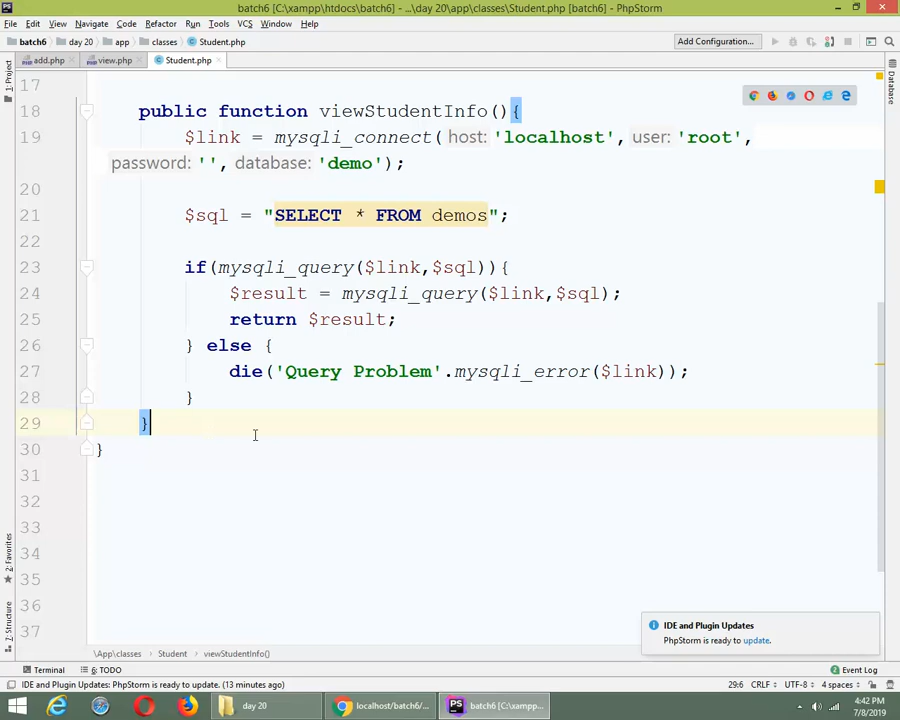 batch6 [C:\xampp\htdocs\batch6] - ...\day 20\app\classes\Student.php [batch6] - PhpStorm
File Edit View Navigate Code Refactor Run Tools VCS Window Help
batch6 day 20 app classes Student.php Add Configuration...
add.php view.php Student.php
1: Project
Database
17
18 public function viewStudentInfo(){
19 $link = mysqli_connect( host: 'localhost', user: 'root',
password: '', database: 'demo');
20
21 $sql = "SELECT * FROM demos";
22
23 if(mysqli_query($link,$sql)){
24 $result = mysqli_query($link,$sql);
25 return $result;
26 } else {
27 die('Query Problem'.mysqli_error($link));
28 }
29 }
30 }
31
32
33
34
35
36
37
2: Favorites
7: Structure
IDE and Plugin Updates
PhpStorm is ready to update.
\App\classes Student viewStudentInfo()
Terminal 6: TODO Event Log
IDE and Plugin Updates: PhpStorm is ready to update. (13 minutes ago) 29:6 CRLF UTF-8 4 spaces
day 20 localhost/batch6/... batch6 [C:\xampp...
4:42 PM
7/8/2019